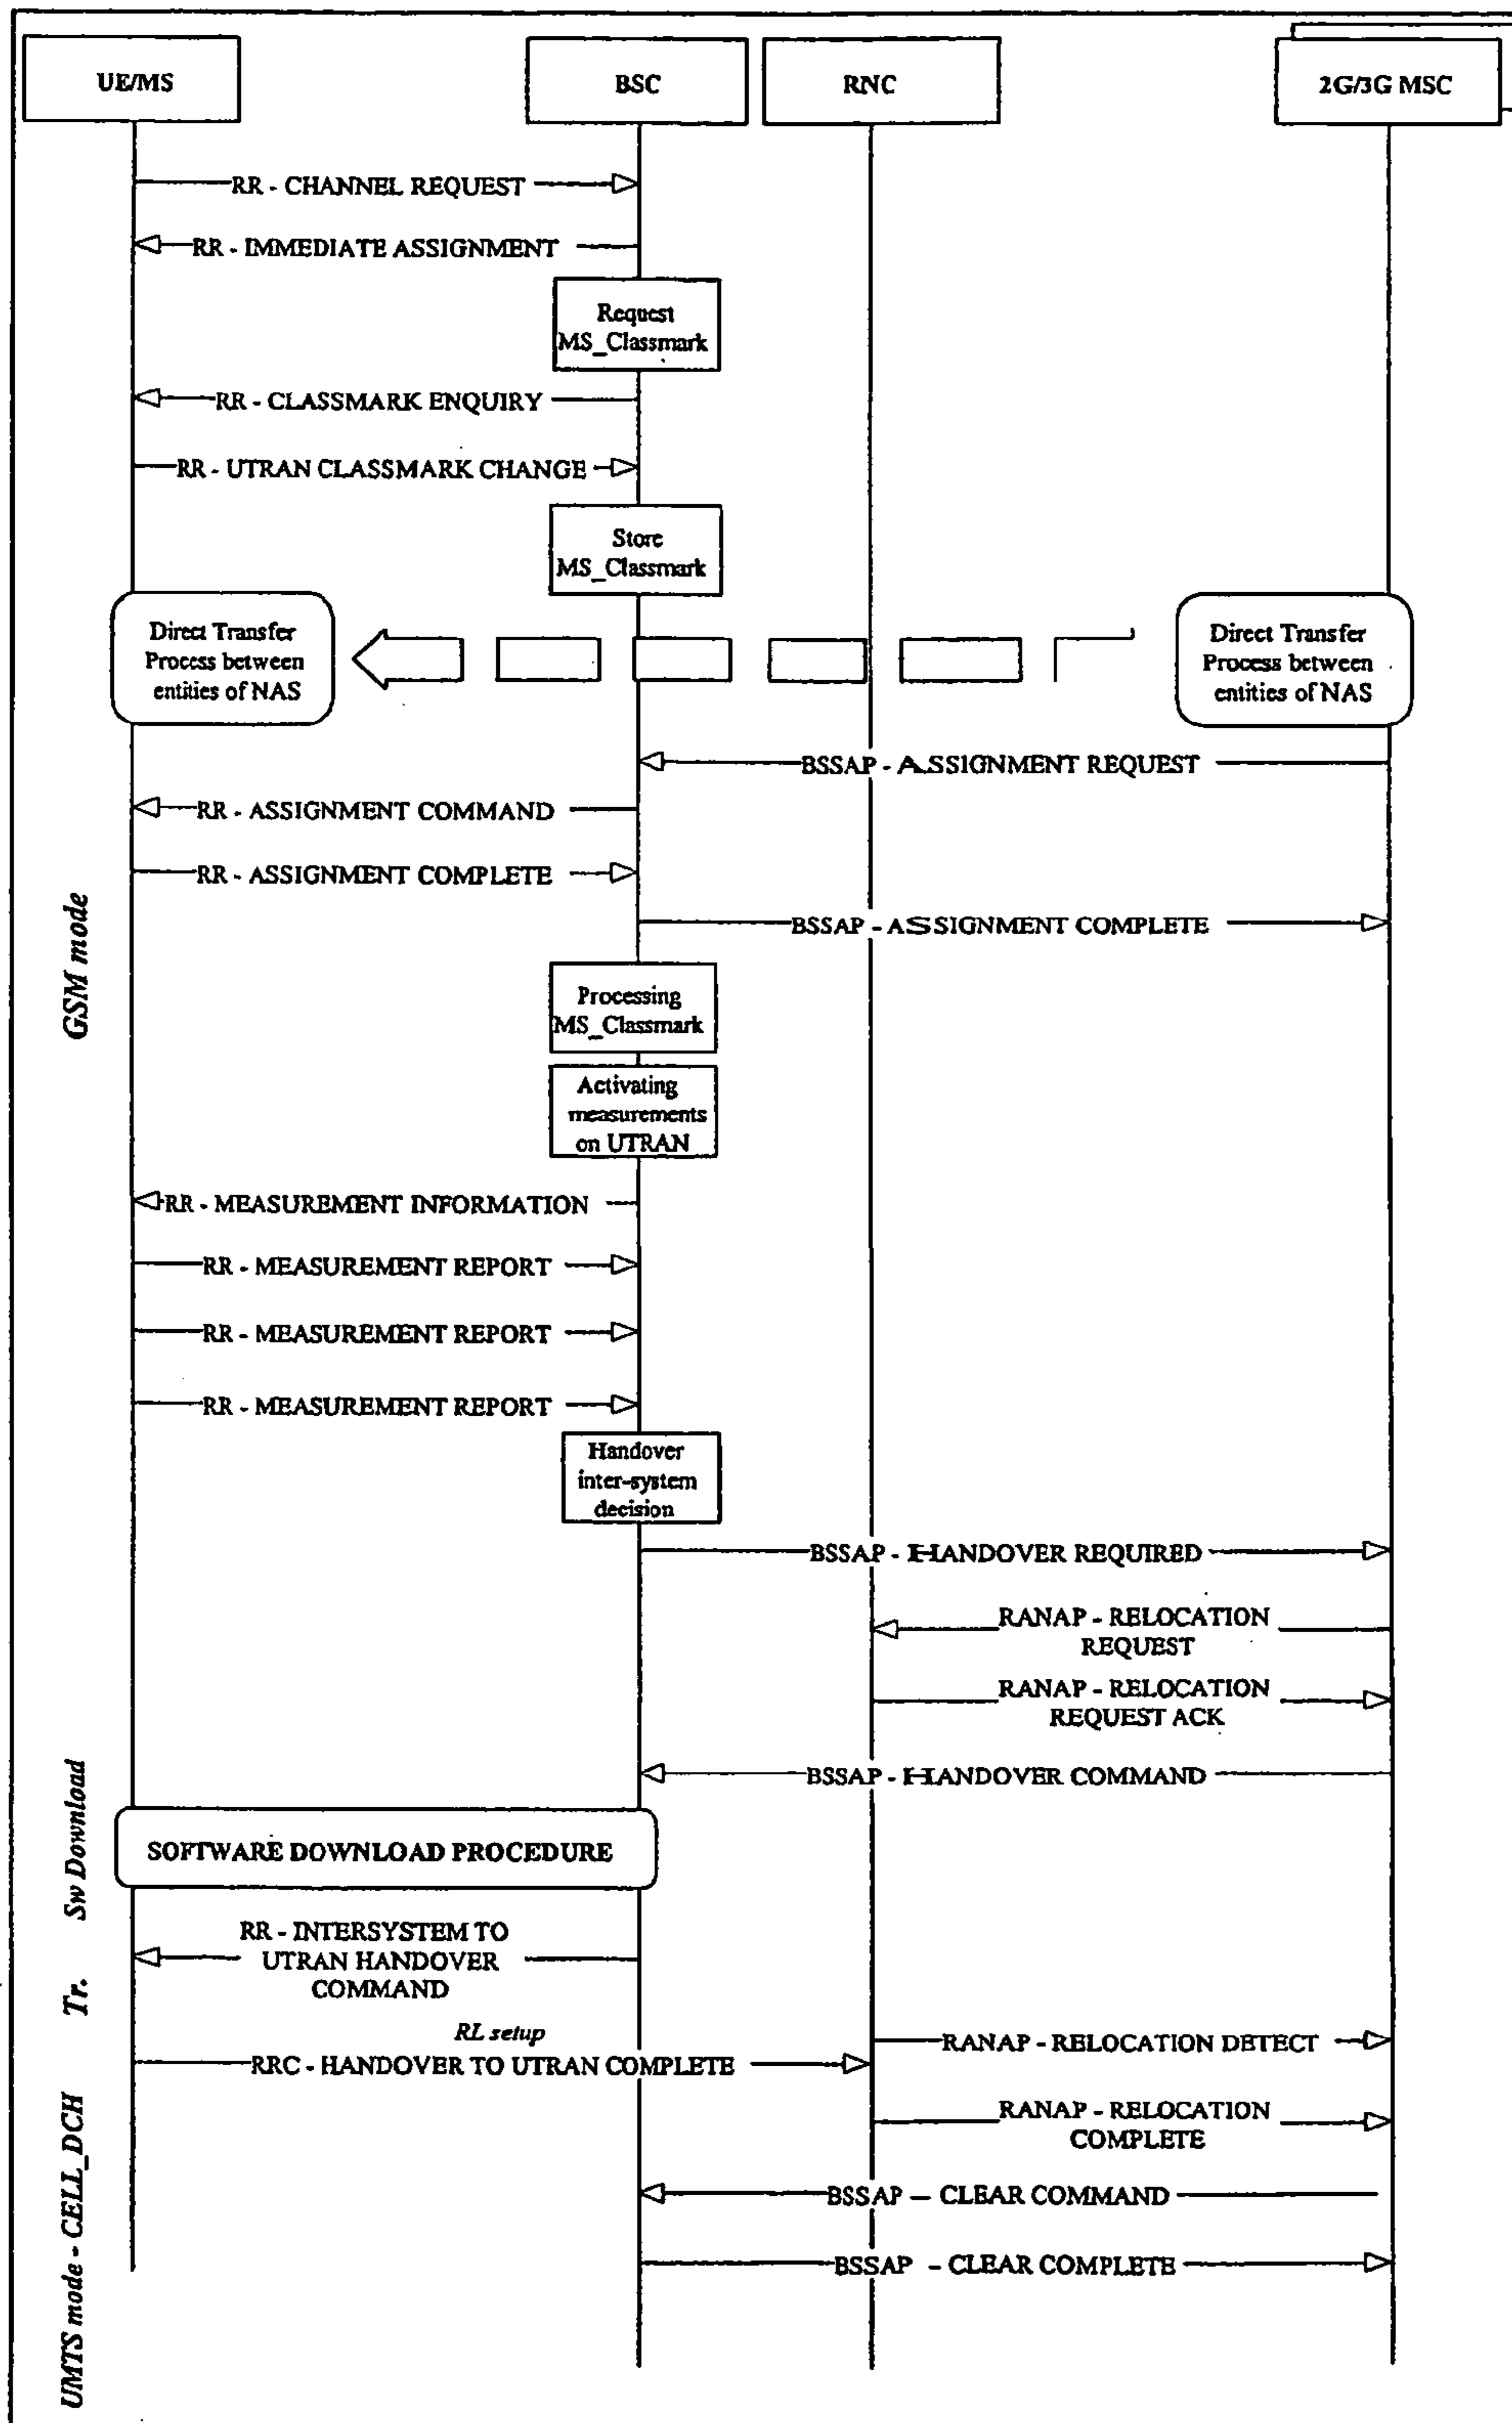 UE/MS
BSC
RNC
2G/3G MSC
RR - CHANNEL REQUEST
RR - IMMEDIATE ASSIGNMENT
Request
MS_Classmark
RR - CLASSMARK ENQUIRY
RR - UTRAN CLASSMARK CHANGE
Store
MS_Classmark
Direct Transfer
Process between
entities of NAS
Direct Transfer
Process between
entities of NAS
BSSAP - ASSIGNMENT REQUEST
RR - ASSIGNMENT COMMAND
RR - ASSIGNMENT COMPLETE
BSSAP - ASSIGNMENT COMPLETE
GSM mode
Processing
MS_Classmark
Activating
measurements
on UTRAN
RR - MEASUREMENT INFORMATION
RR - MEASUREMENT REPORT
RR - MEASUREMENT REPORT
RR - MEASUREMENT REPORT
Handover
inter-system
decision
BSSAP - HANDOVER REQUIRED
RANAP - RELOCATION
REQUEST
RANAP - RELOCATION
REQUEST ACK
BSSAP - HANDOVER COMMAND
Sw Download
SOFTWARE DOWNLOAD PROCEDURE
RR - INTERSYSTEM TO
UTRAN HANDOVER
COMMAND
Tr.
RL setup
RANAP - RELOCATION DETECT
RRC - HANDOVER TO UTRAN COMPLETE
RANAP - RELOCATION
COMPLETE
BSSAP – CLEAR COMMAND
BSSAP - CLEAR COMPLETE
UMTS mode - CELL_DCH